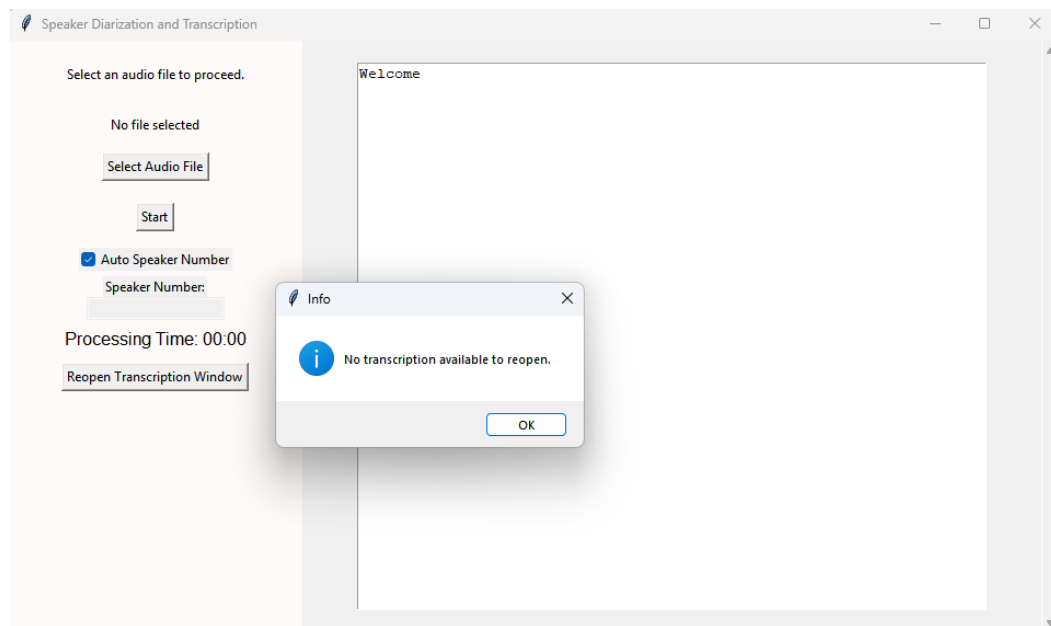 Speaker Diarization and Transcription
Select an audio file to proceed.
No file selected
Select Audio File
Start
Auto Speaker Number
Speaker Number:
Processing Time: 00:00
Reopen Transcription Window
Welcome
Info
No transcription available to reopen.
OK